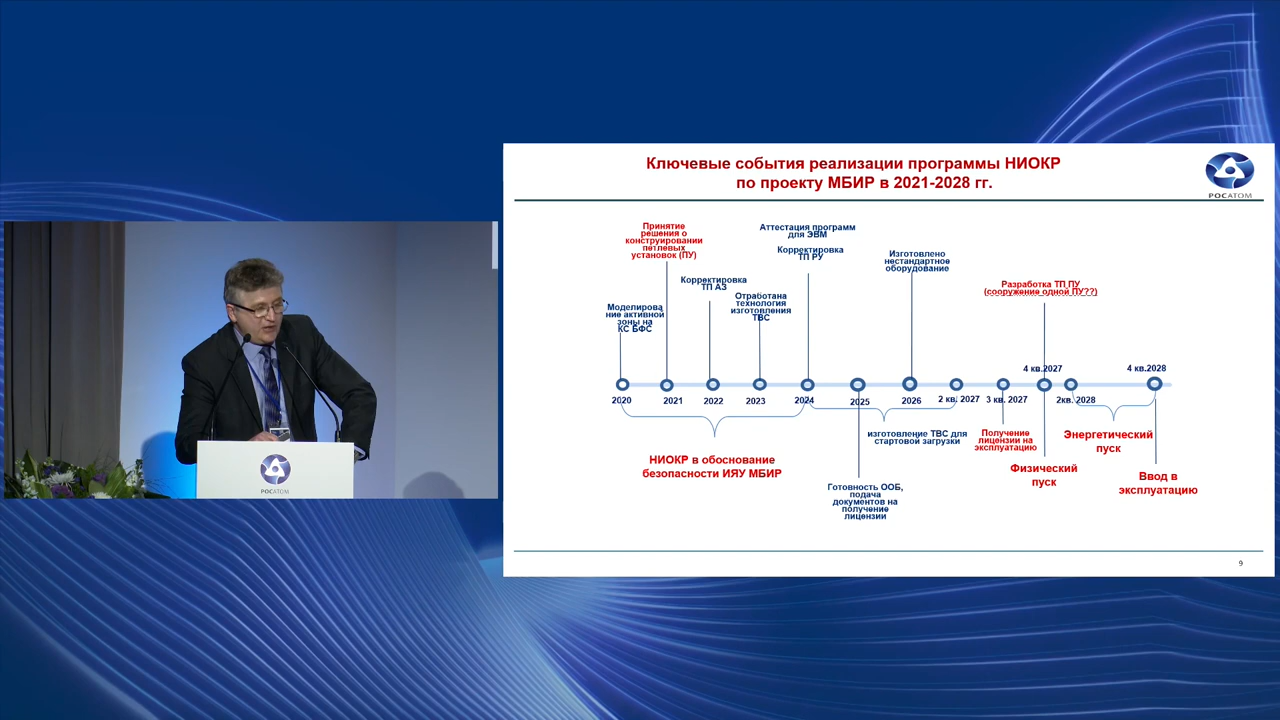 Ключевые события реализации программы НИОКР
по проекту МБИР в 2021-2028 гг.
РОСАТОМ
Принятие
решения о
конструировании
петлевых
установок (ПУ)
Аттестация программ
для ЭВМ
Корректировка
ТП РУ
Изготовлено
нестандартное
оборудование
Корректировка
ТП АЗ
Разработка ТП ПУ
(сооружение одной ПУ??)
Отработана
технология
изготовления
ТВС
Моделирова
ние активной
зоны на
КС БФС
4 кв.2027
4 кв.2028
2020
2021
2022
2023
2024
2025
2026
2 кв. 2027
3 кв. 2027
2кв. 2028
изготовление ТВС для
стартовой загрузки
Получение
лицензии на
эксплуатацию
Энергетический
пуск
НИОКР в обоснование
безопасности ИЯУ МБИР
Физический
пуск
Ввод в
эксплуатацию
Готовность ООБ,
подача
документов на
получение
лицензии
9
РОСАТОМ